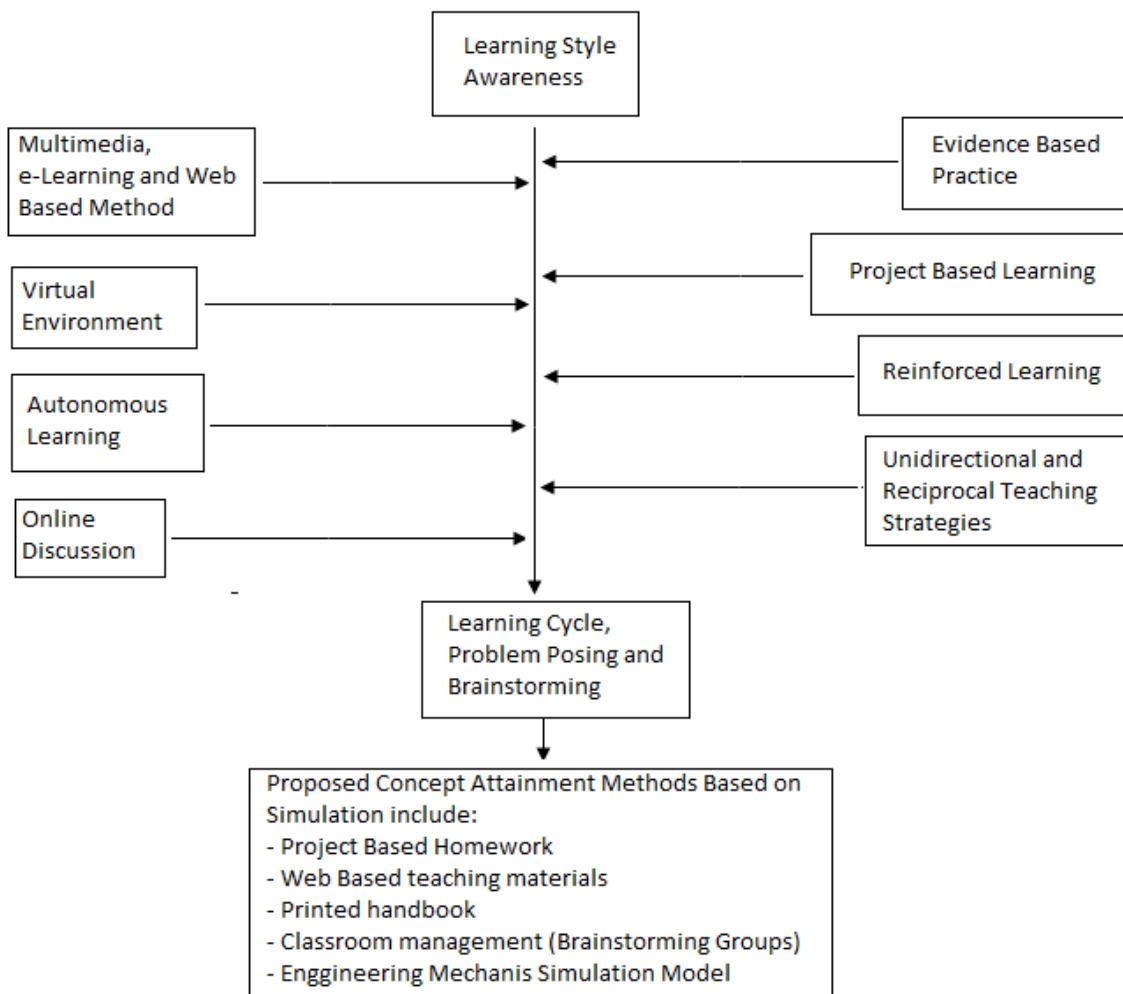 Learning Style
Awareness
Multimedia,
e-Learning and Web
Based Method
Evidence Based
Practice
Virtual
Environment
Project Based Learning
Autonomous
Learning
Reinforced Learning
Online
Discussion
Unidirectional and
Reciprocal Teaching
Strategies
Learning Cycle,
Problem Posing and
Brainstorming
Proposed Concept Attainment Methods Based on
Simulation include:
- Project Based Homework
- Web Based teaching materials
- Printed handbook
- Classroom management (Brainstorming Groups)
- Enggineering Mechanis Simulation Model